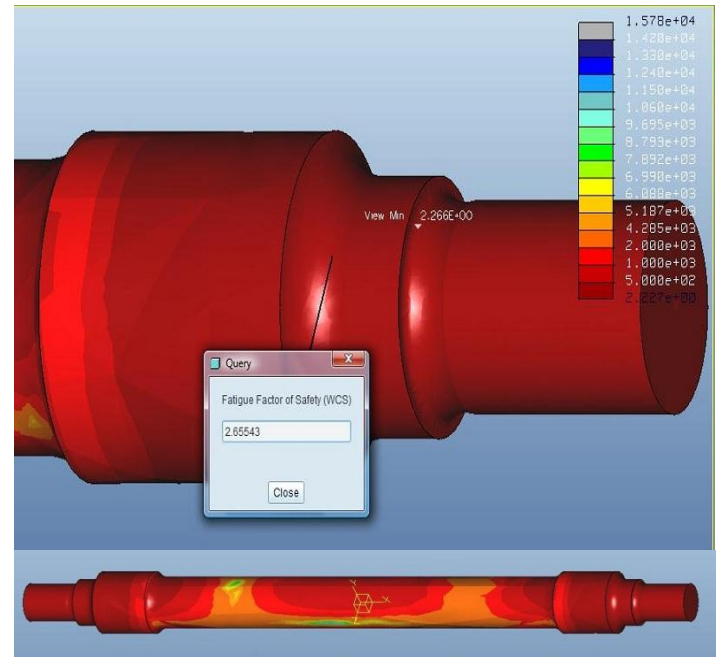 1.578e+04
1.420e+04
1.330e+04
1.240e+04
1.150e+04
1.060e+04
9.695e+03
8.793e+03
7.892e+03
6.990e+03
6.088e+03
5.187e+03
4.285e+03
2.000e+03
1.000e+03
5.000e+02
2.227e+00
View Min 2.266E+00
Query
Fatigue Factor of Safety (WCS)
2.65543
Close